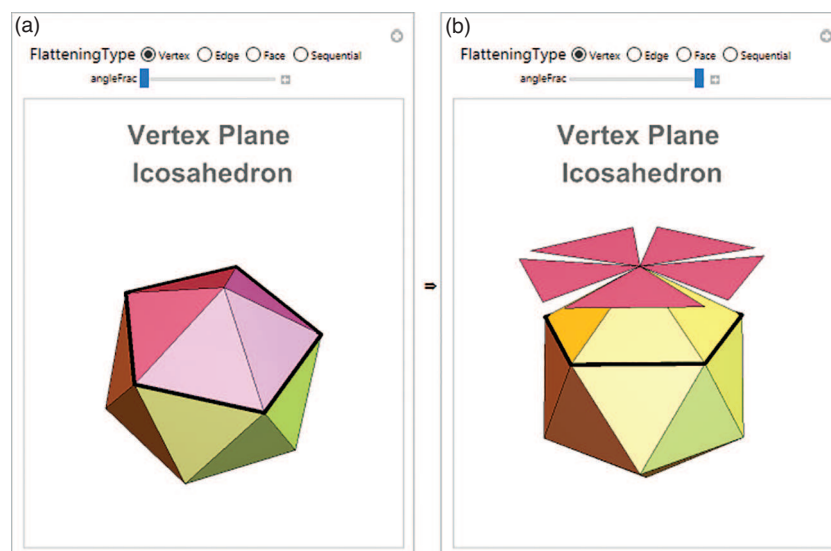 (a)
FlatteningType Vertex Edge Face Sequential
angleFrac
Vertex Plane
Icosahedron
(b)
FlatteningType Vertex Edge Face Sequential
angleFrac
Vertex Plane
Icosahedron